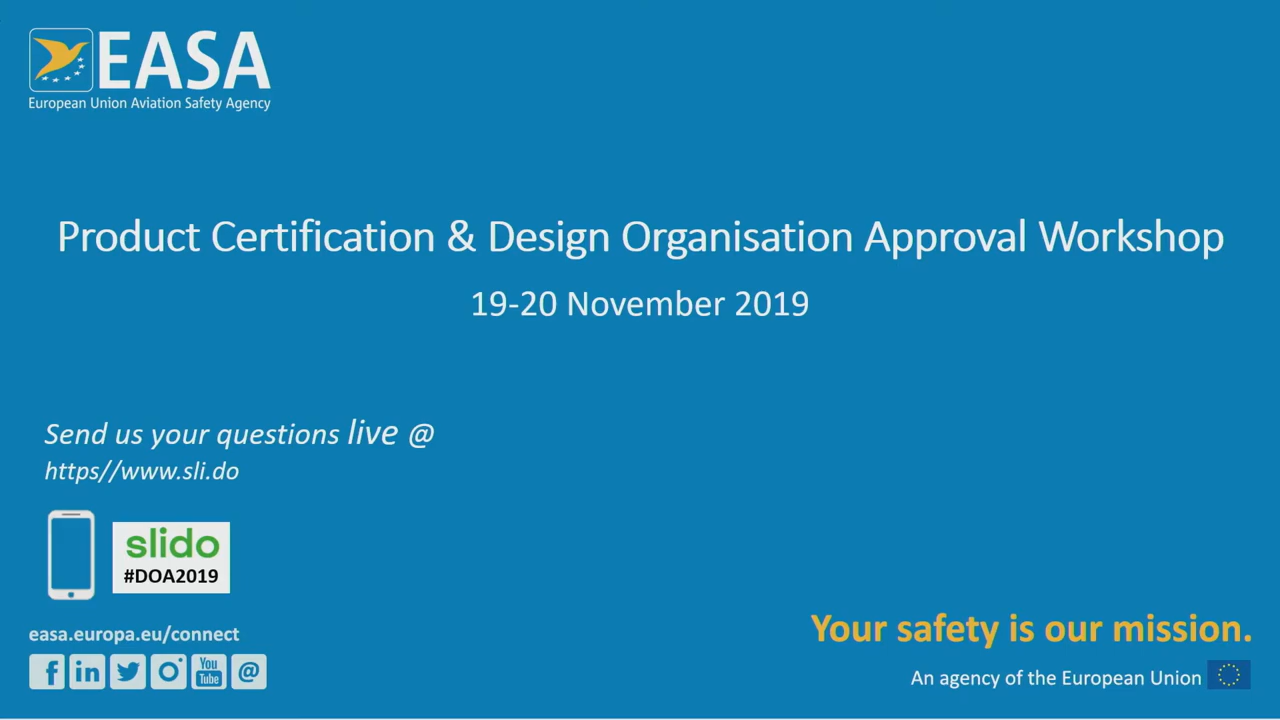 EASA
European Union Aviation Safety Agency
Product Certification & Design Organisation Approval Workshop
19-20 November 2019
Send us your questions live @
https//www.sli.do
slido
#DOA2019
easa.europa.eu/connect
f in You Tube @
Your safety is our mission.
An agency of the European Union